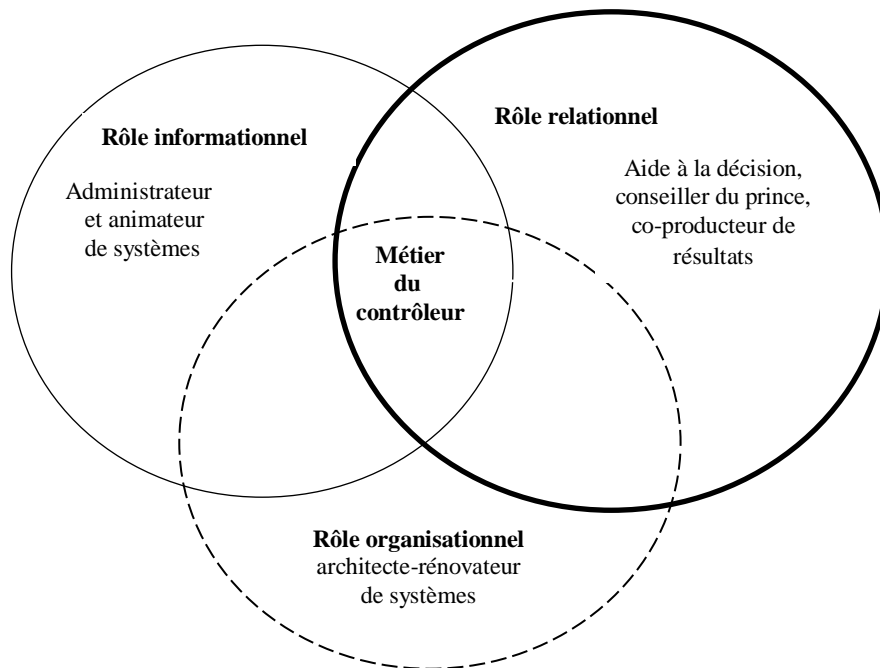 Rôle informationnel
Administrateur
et animateur
de systèmes
Rôle relationnel
Aide à la décision,
conseiller du prince,
co-producteur de
résultats
Métier
du
contrôleur
Rôle organisationnel
architecte-rénovateur
de systèmes